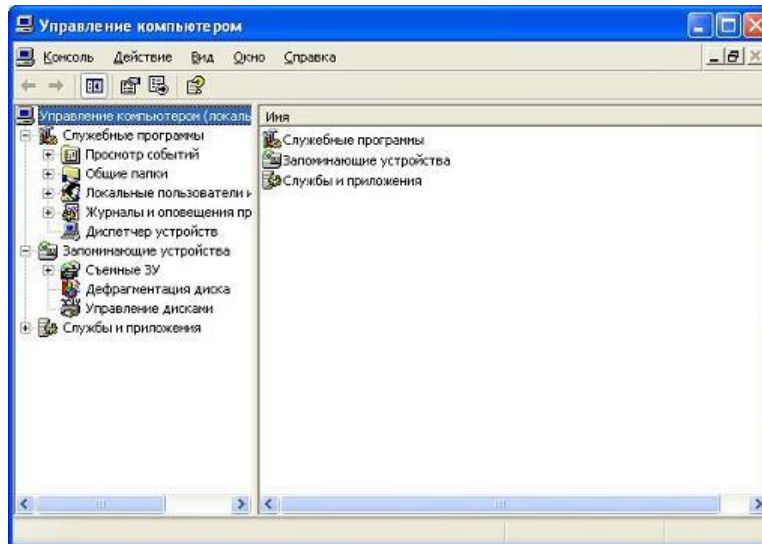 Управление компьютером
Консоль Действие Вид Окно Справка
Управление компьютером (локаль
Служебные программы
Просмотр событий
Общие папки
Локальные пользователи и
Журналы и оповещения пр
Диспетчер устройств
Запоминающие устройства
Съемные ЗУ
Дефрагментация диска
Управление дисками
Службы и приложения
Имя
Служебные программы
Запоминающие устройства
Службы и приложения